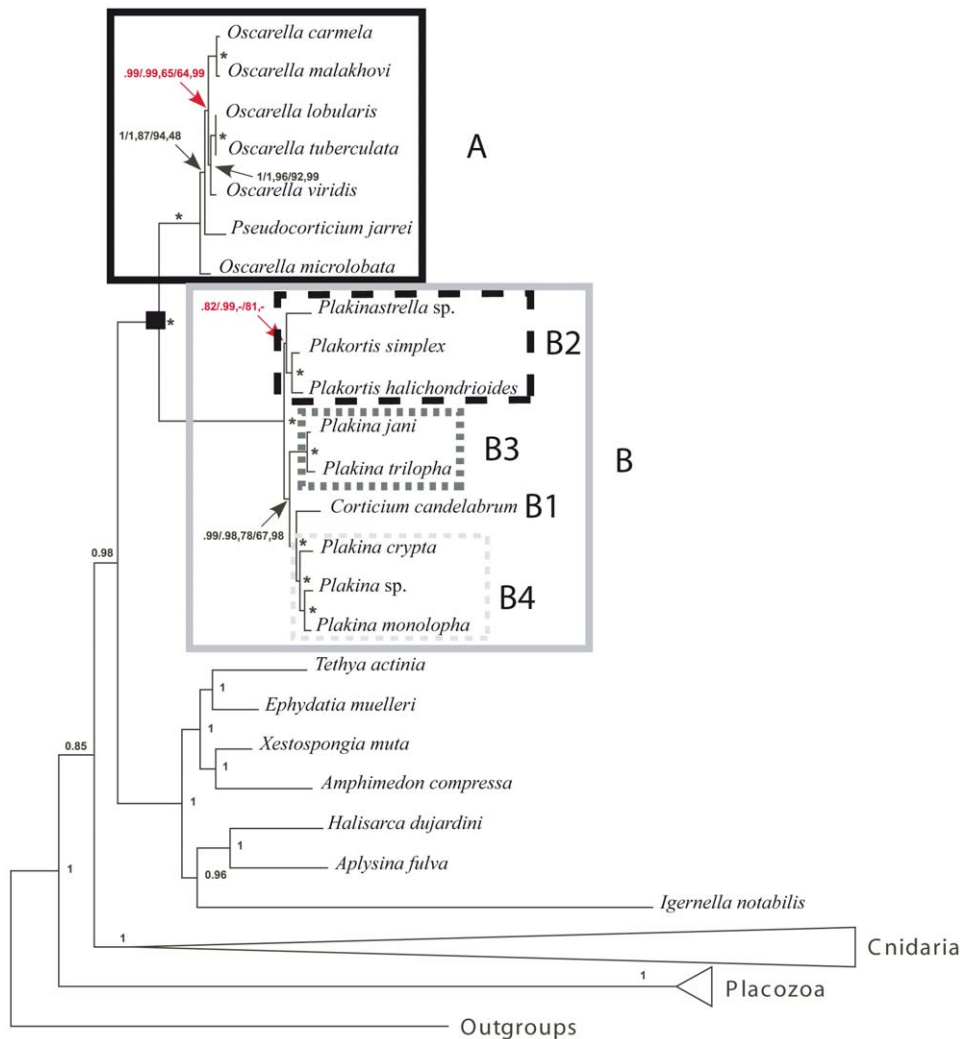 Oscarella carmela
*
Oscarella malakhovi
.99/.99,65/64,99
Oscarella lobularis
*
Oscarella tuberculata
1/1,87/94,48
1/1,96/92,99
Oscarella viridis
A
*
Pseudocorticium jarrei
Oscarella microlobata
*
.82/.99,-/81,-
Plakinastrella sp.
Plakortis simplex
*
Plakortis halichondrioides
B2
*
Plakina jani
*
Plakina trilopha
B3
B
Corticium candelabrum
B1
.99/.98,78/67,98
*
Plakina crypta
*
Plakina sp.
*
Plakina monolopha
B4
0.98
Tethya actinia
1
Ephydatia muelleri
1
Xestospongia muta
1
Amphimedon compressa
0.85
1
Halisarca dujardini
1
Aplysina fulva
0.96
1
Igernella notabilis
1
Cnidaria
1
Placozoa
Outgroups